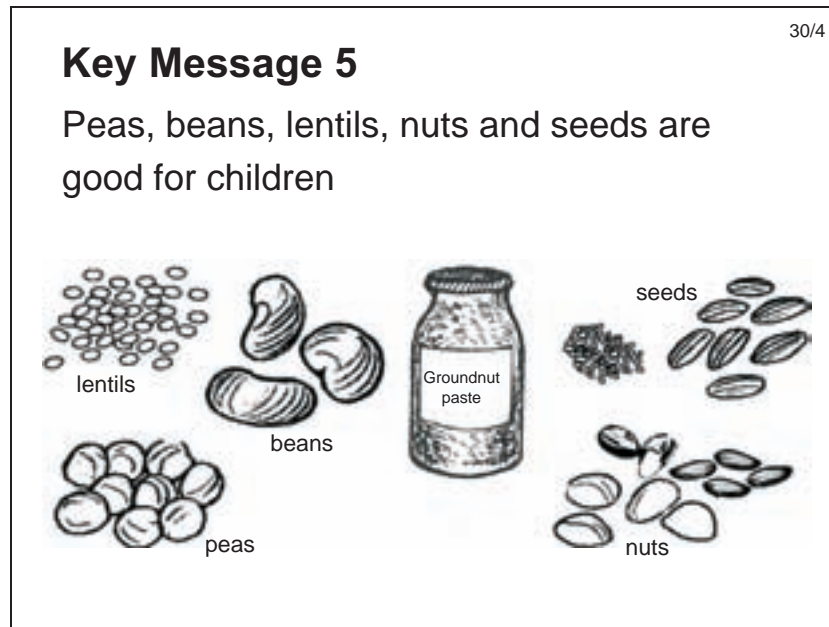 30/4
Key Message 5
Peas, beans, lentils, nuts and seeds are
good for children
seeds
lentils
Groundnut
paste
beans
peas
nuts